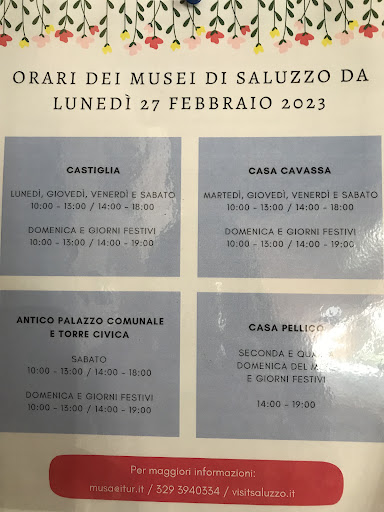 ORARI DEI MUSEI DI SALUZZO DA
LUNEDÌ 27 FEBBRAIO 2023
CASTIGLIA
LUNEDÌ, GIOVEDÌ, VENERDÌ E SABATO
10:00 - 13:00 / 14:00 - 18:00
DOMENICA E GIORNI FESTIVI
10:00 - 13:00 / 14:00 - 19:00
CASA CAVASSA
MARTEDÌ, GIOVEDÌ, VENERDÌ E SABATO
10:00 - 13:00 / 14:00 - 18:00
DOMENICA E GIORNI FESTIVI
10:00 - 13:00 / 14:00 - 19:00
ANTICO PALAZZO COMUNALE
E TORRE CIVICA
SABATO
10:00 - 13:00 / 14:00 - 18:00
DOMENICA E GIORNI FESTIVI
10:00 - 13:00 / 14:00 - 19:00
CASA PELLICO
SECONDA E
DOMENICA DEL
E GIORNI FESTIVI
14:00 - 19:00
Per maggiori informazioni:
musaeitur.it / 329 3940334 / visitsaluzzo.it